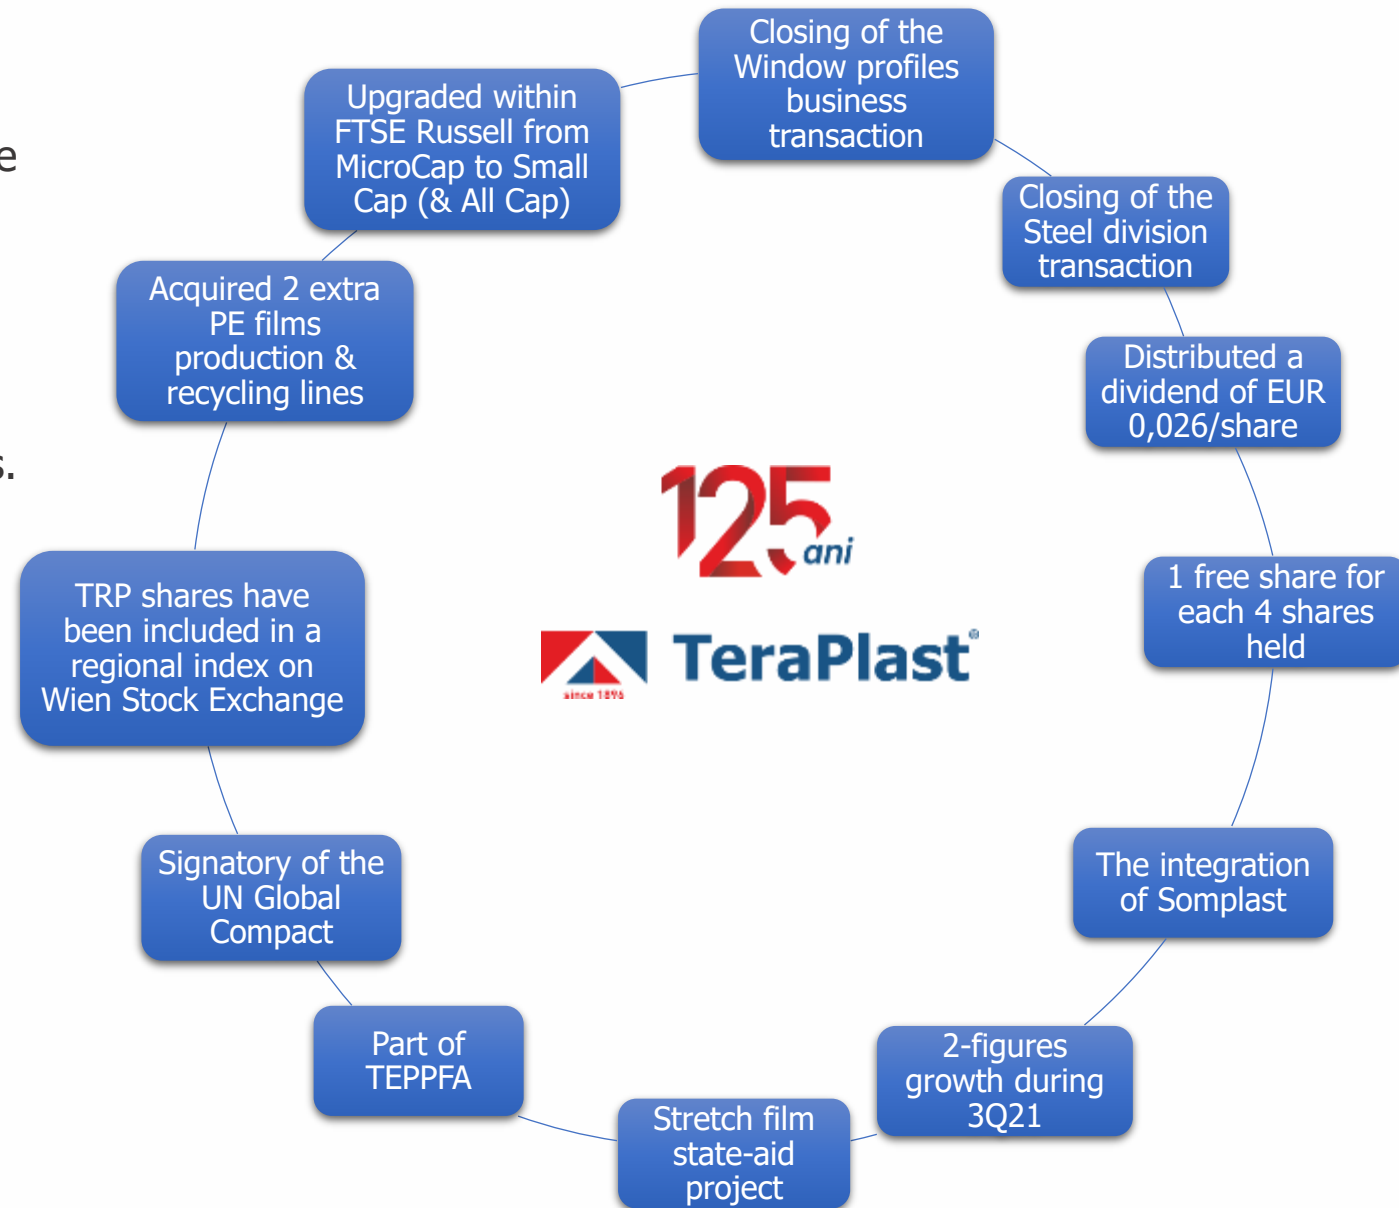 e
s.
Closing of the
Window profiles
business
transaction
Closing of the
Steel division
transaction
Distributed a
dividend of EUR
0,026/share
1 free share for
each 4 shares
held
The integration
of Somplast
2-figures
growth during
3Q21
Stretch film
state-aid
project
Part of
TEPPFA
Signatory of the
UN Global
Compact
TRP shares have
been included in a
regional index on
Wien Stock Exchange
Acquired 2 extra
PE films
production &
recycling lines
Upgraded within
FTSE Russell from
MicroCap to Small
Cap (& All Cap)
125
ani
TeraPlast®
since 1896